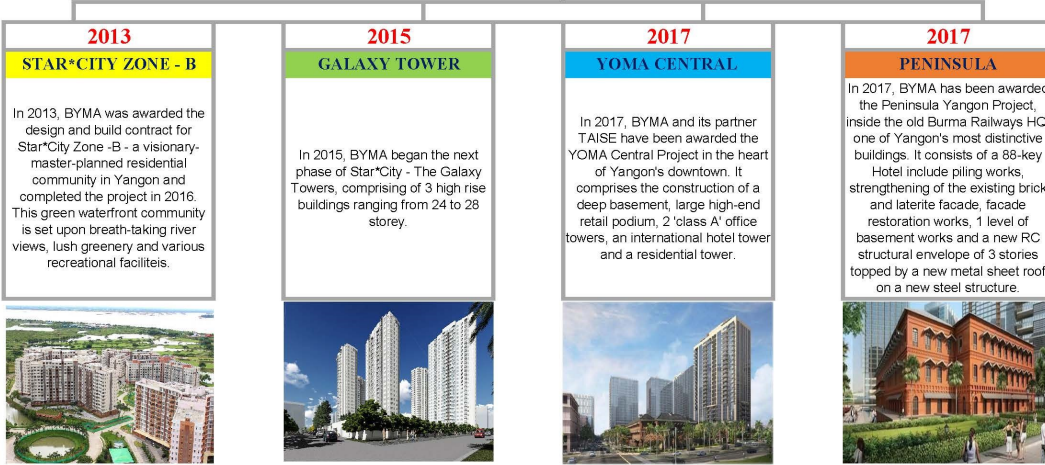 2013
STAR*CITY ZONE - B
In 2013, BYMA was awarded the
design and build contract for
Star*City Zone -B - a visionary-
master-planned residential
community in Yangon and
completed the project in 2016.
This green waterfront community
is set upon breath-taking river
views, lush greenery and various
recreational faciliteis.
2015
GALAXY TOWER
In 2015, BYMA began the next
phase of Star*City - The Galaxy
Towers, comprising of 3 high rise
buildings ranging from 24 to 28
storey.
2017
YOMA CENTRAL
In 2017, BYMA and its partner
TAISE have been awarded the
YOMA Central Project in the heart
of Yangon's downtown. It
comprises the construction of a
deep basement, large high-end
retail podium, 2 'class A' office
towers, an international hotel tower
and a residential tower.
2017
PENINSULA
In 2017, BYMA has been awarded
the Peninsula Yangon Project,
inside the old Burma Railways HQ
one of Yangon's most distinctive
buildings. It consists of a 88-key
Hotel include piling works,
strengthening of the existing brick
and laterite facade, facade
restoration works, 1 level of
basement works and a new RC
structural envelope of 3 stories
topped by a new metal sheet roof
on a new steel structure.